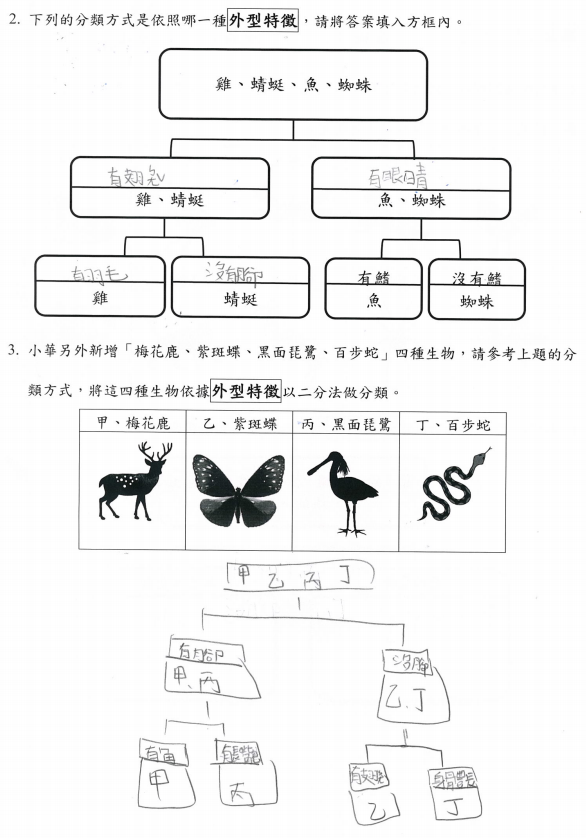 2. 下列的分類方式是依照哪一種外型特徵，請將答案填入方框內。
雞、蜻蜓、魚、蜘蛛
有翅膀
有眼睛
雞、蜻蜓
魚、蜘蛛
有羽毛
沒有腳
有鰭
沒有鰭
雞
蜻蜓
魚
蜘蛛
3. 小華另外新增「梅花鹿、紫斑蝶、黑面琵鷺、百步蛇」四種生物，請參考上題的分
類方式，將這四種生物依據外型特徵以二分法做分類。
甲、梅花鹿 乙、紫斑蝶 丙、黑面琵鷺 丁、百步蛇
甲 乙 丙 丁
有腳
沒腳
甲、丙
乙、丁
有角
甲
丙
乙
丁